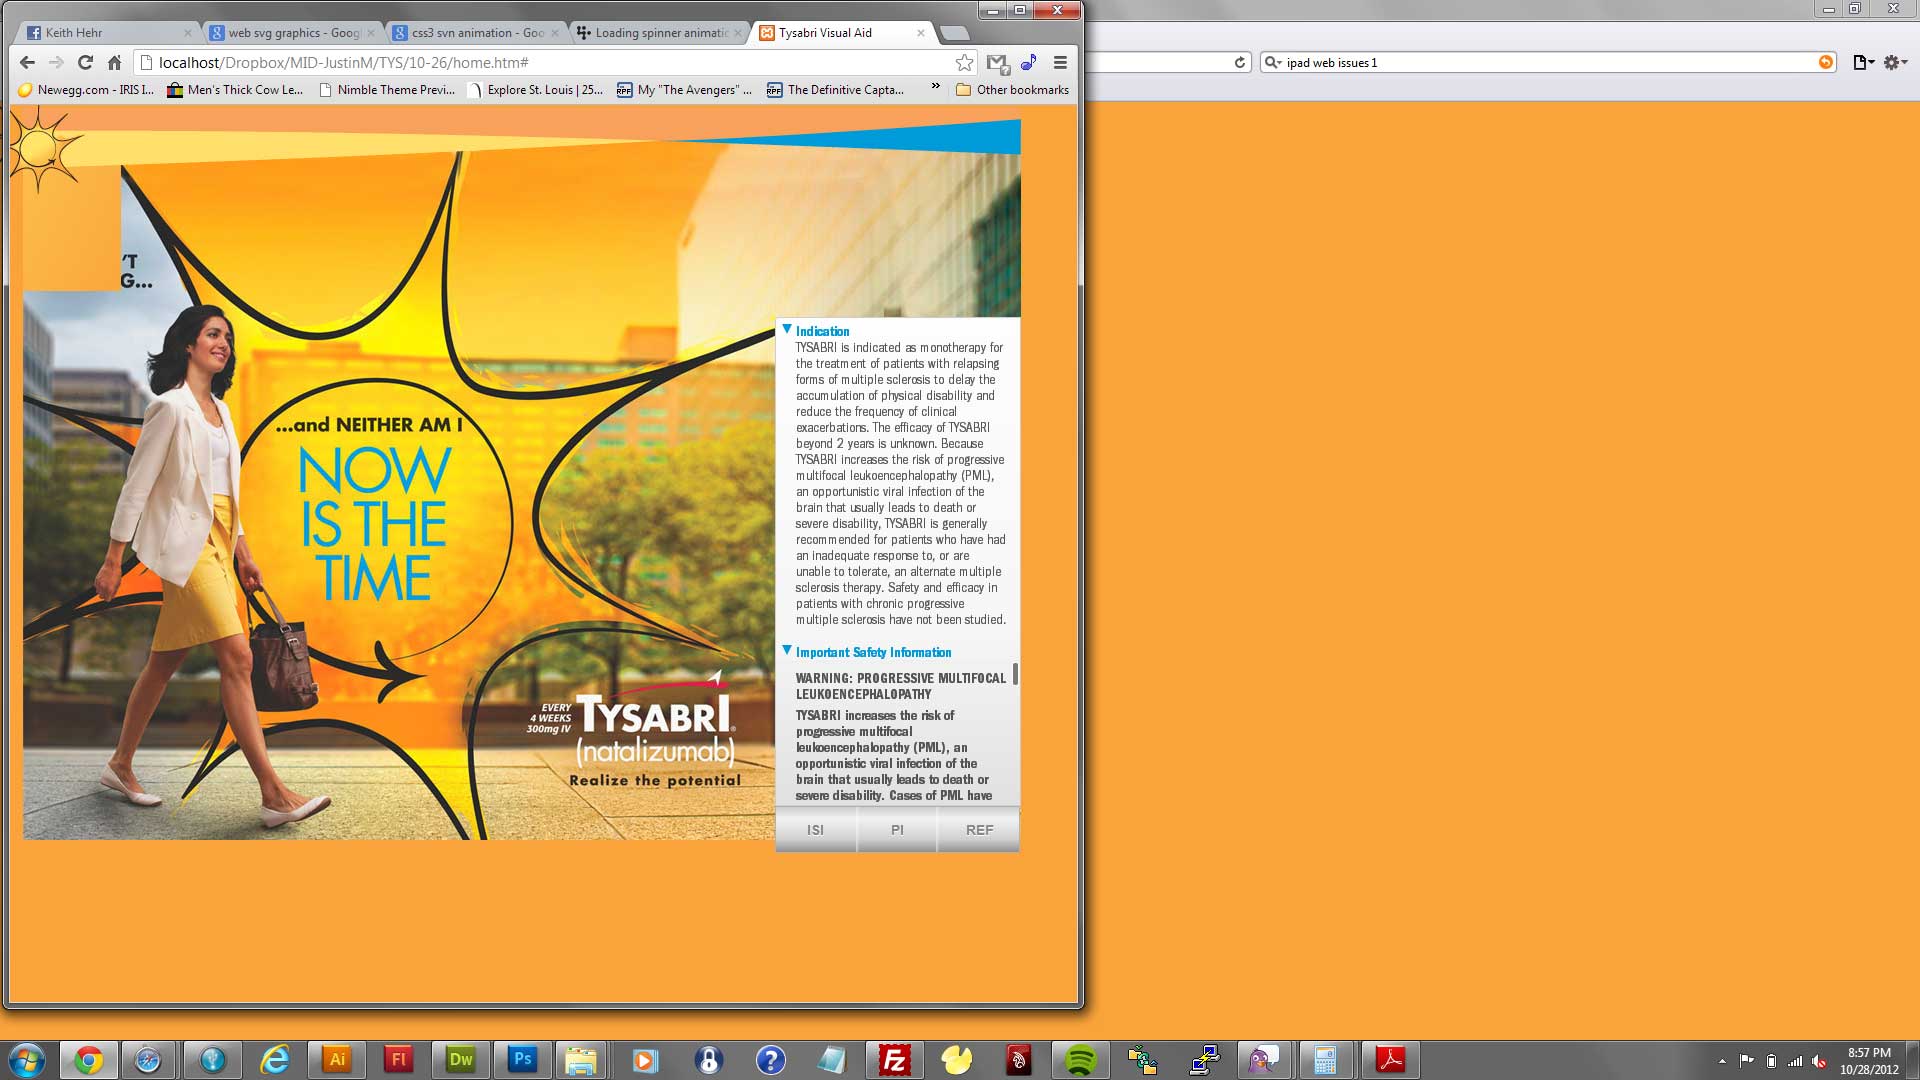 Keith Hehr
web svg graphics - Googl
css3 svn animation - Goo
Loading spinner animatic
Tysabri Visual Aid
localhost/Dropbox/MID-JustinM/TYS/10-26/home.htm#
ipad web issues 1
Newegg.com - IRIS I...
Men's Thick Cow Le...
Nimble Theme Previ...
Explore St. Louis | 25...
My "The Avengers" ...
The Definitive Capta...
»
Other bookmarks
'T
G...
...and NEITHER AM I
NOW
IS THE
TIME
EVERY
4 WEEKS
300mg IV
TYSABRI®
(natalizumab)
Realize the potential
Indication
TYSABRI is indicated as monotherapy for
the treatment of patients with relapsing
forms of multiple sclerosis to delay the
accumulation of physical disability and
reduce the frequency of clinical
exacerbations. The efficacy of TYSABRI
beyond 2 years is unknown. Because
TYSABRI increases the risk of progressive
multifocal leukoencephalopathy (PML),
an opportunistic viral infection of the
brain that usually leads to death or
severe disability, TYSABRI is generally
recommended for patients who have had
an inadequate response to, or are
unable to tolerate, an alternate multiple
sclerosis therapy. Safety and efficacy in
patients with chronic progressive
multiple sclerosis have not been studied.
Important Safety Information
WARNING: PROGRESSIVE MULTIFOCAL
LEUKOENCEPHALOPATHY
TYSABRI increases the risk of
progressive multifocal
leukoencephalopathy (PML), an
opportunistic viral infection of the
brain that usually leads to death or
severe disability. Cases of PML have
ISI
PI
REF
Ai
Fl
Dw
Ps
Fz
8:57 PM
10/28/2012